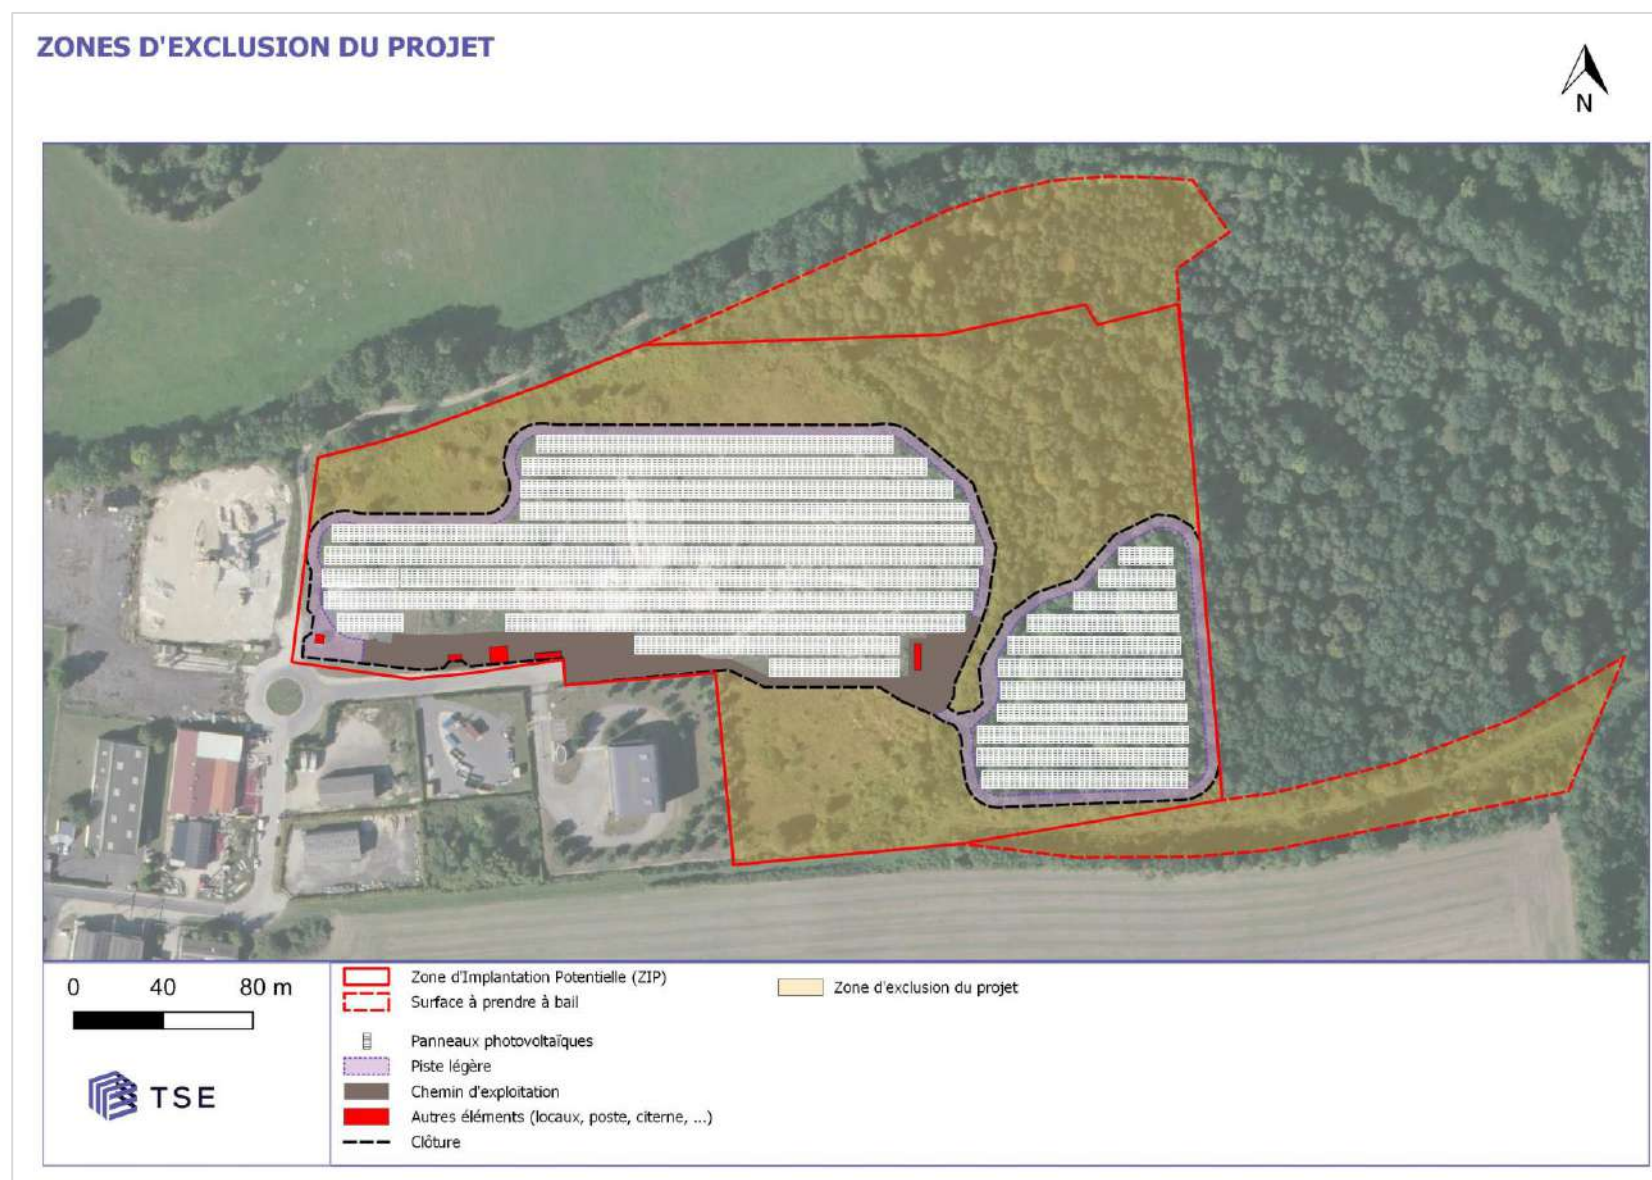 ZONES D'EXCLUSION DU PROJET
N
0 40 80 m
TSE
Zone d'Implantation Potentielle (ZIP)
Surface à prendre à bail
Panneaux photovoltaïques
Piste légère
Chemin d'exploitation
Autres éléments (locaux, poste, citerne, ...)
Clôture
Zone d'exclusion du projet